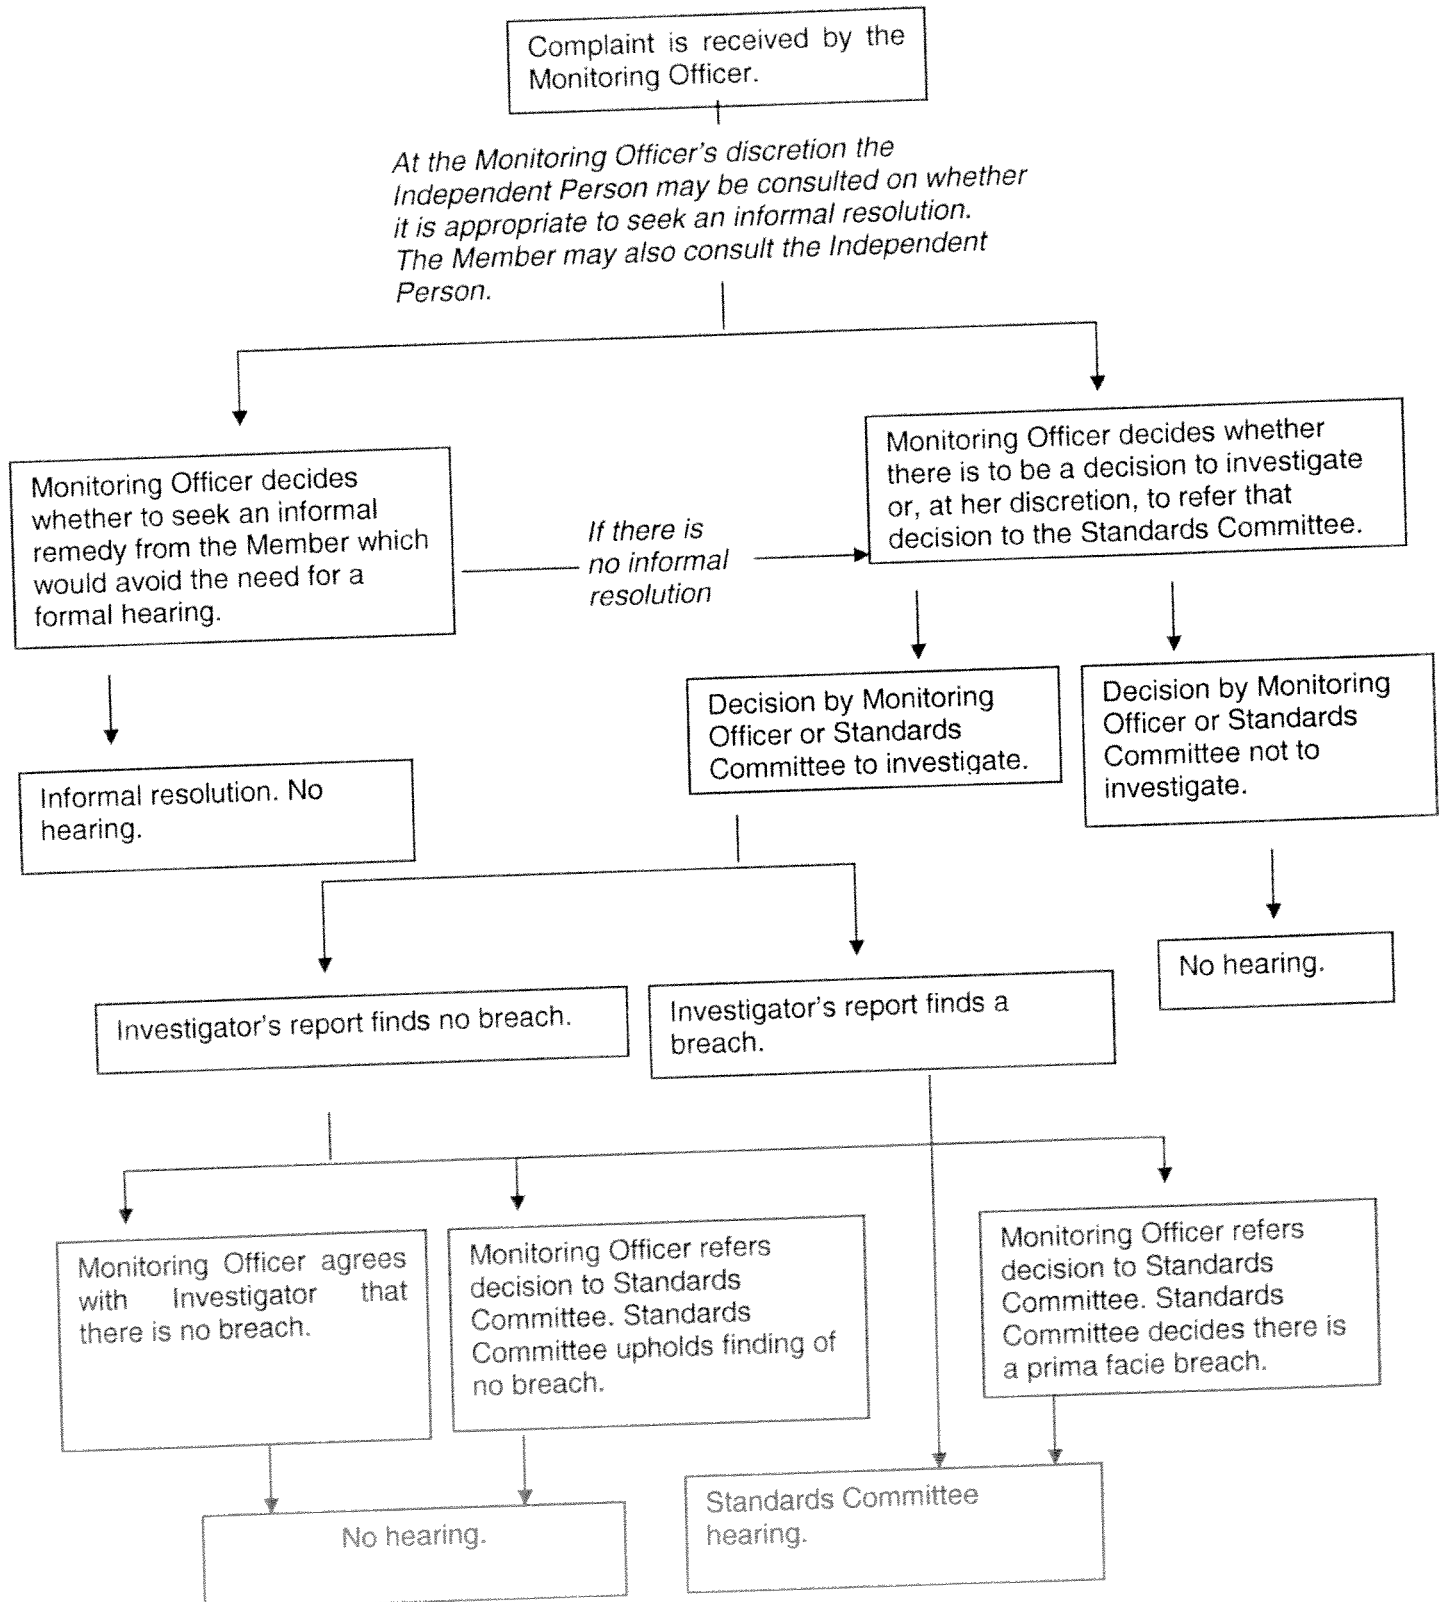 Complaint is received by the
Monitoring Officer.
At the Monitoring Officer's discretion the
Independent Person may be consulted on whether
it is appropriate to seek an informal resolution.
The Member may also consult the Independent
Person.
Monitoring Officer decides
whether to seek an informal
remedy from the Member which
would avoid the need for a
formal hearing.
If there is
no informal
resolution
Monitoring Officer decides whether
there is to be a decision to investigate
or, at her discretion, to refer that
decision to the Standards Committee.
Informal resolution. No
hearing.
Decision by Monitoring
Officer or Standards
Committee to investigate.
Decision by Monitoring
Officer or Standards
Committee not to
investigate.
No hearing.
Investigator's report finds no breach.
Investigator's report finds a
breach.
Monitoring Officer agrees
with Investigator that
there is no breach.
Monitoring Officer refers
decision to Standards
Committee. Standards
Committee upholds finding of
no breach.
Monitoring Officer refers
decision to Standards
Committee. Standards
Committee decides there is
a prima facie breach.
No hearing.
Standards Committee
hearing.